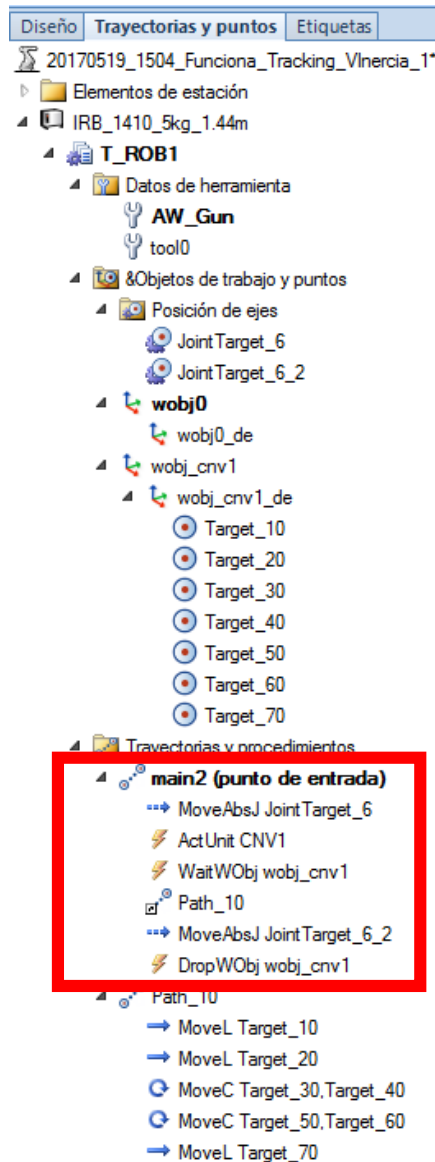 Diseño Trayectorias y puntos Etiquetas
20170519_1504_Funciona_Tracking_VInercia_1*
Elementos de estación
IRB_1410_5kg_1.44m
T_ROB1
Datos de herramienta
AW_Gun
tool0
&Objetos de trabajo y puntos
Posición de ejes
JointTarget_6
JointTarget_6_2
wobj0
wobj0_de
wobj_cnv1
wobj_cnv1_de
Target_10
Target_20
Target_30
Target_40
Target_50
Target_60
Target_70
Trayectorias y procedimientos
main2 (punto de entrada)
MoveAbsJ JointTarget_6
ActUnit CNV1
WaitWObj wobj_cnv1
Path_10
MoveAbsJ JointTarget_6_2
DropWObj wobj_cnv1
Path_10
MoveL Target_10
MoveL Target_20
MoveC Target_30,Target_40
MoveC Target_50,Target_60
MoveL Target_70